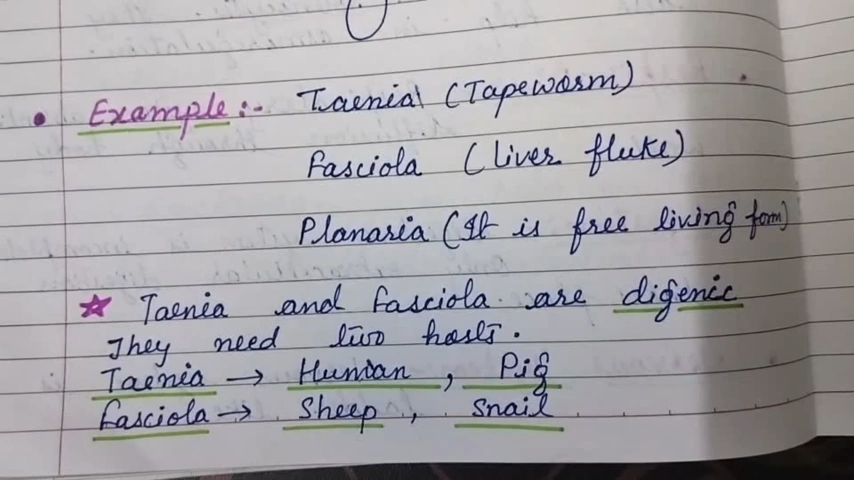 • Example :- Taenia (Tapeworm)
Fasciola (liver fluke)
Planaria (It is free living form)
☆ Taenia and Fasciola are digenic
They need two hosts.
Taenia → Human, Pig
Fasciola → Sheep, Snail